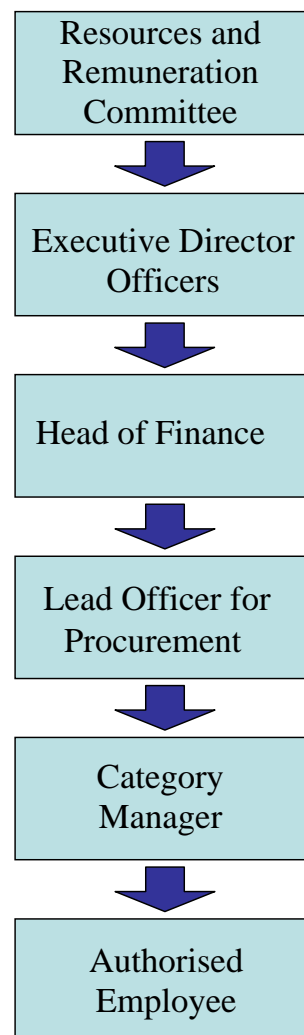 Resources and
Remuneration
Committee
Executive Director
Officers
Head of Finance
Lead Officer for
Procurement
Category
Manager
Authorised
Employee